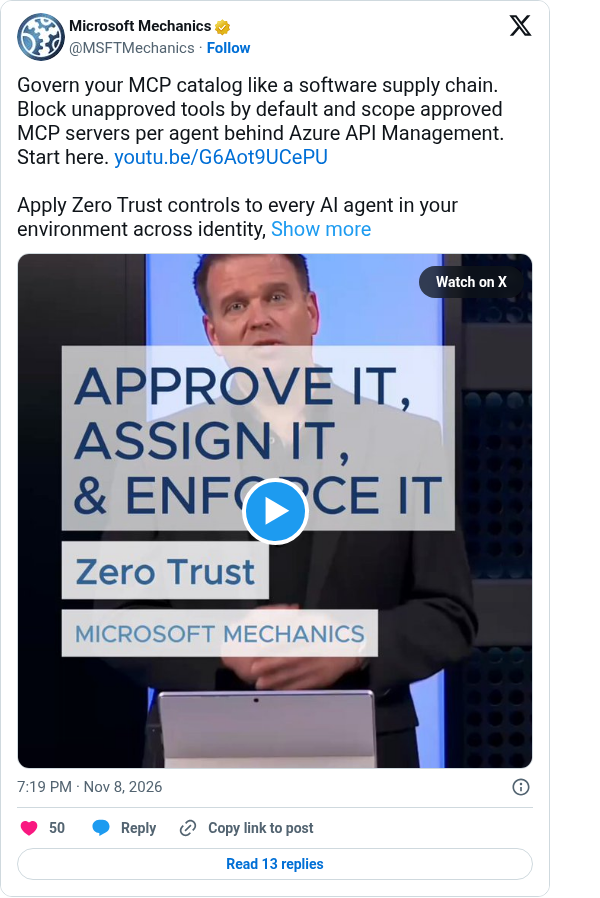 Microsoft Mechanics
@MSFTMechanics · Follow
Govern your MCP catalog like a software supply chain.
Block unapproved tools by default and scope approved
MCP servers per agent behind Azure API Management.
Start here. youtu.be/G6Aot9UCePU
Apply Zero Trust controls to every AI agent in your
environment across identity, Show more
Watch on X
APPROVE IT,
ASSIGN IT,
& ENFORCE IT
Zero Trust
MICROSOFT MECHANICS
7:19 PM · Nov 8, 2026
50 Reply Copy link to post
Read 13 replies